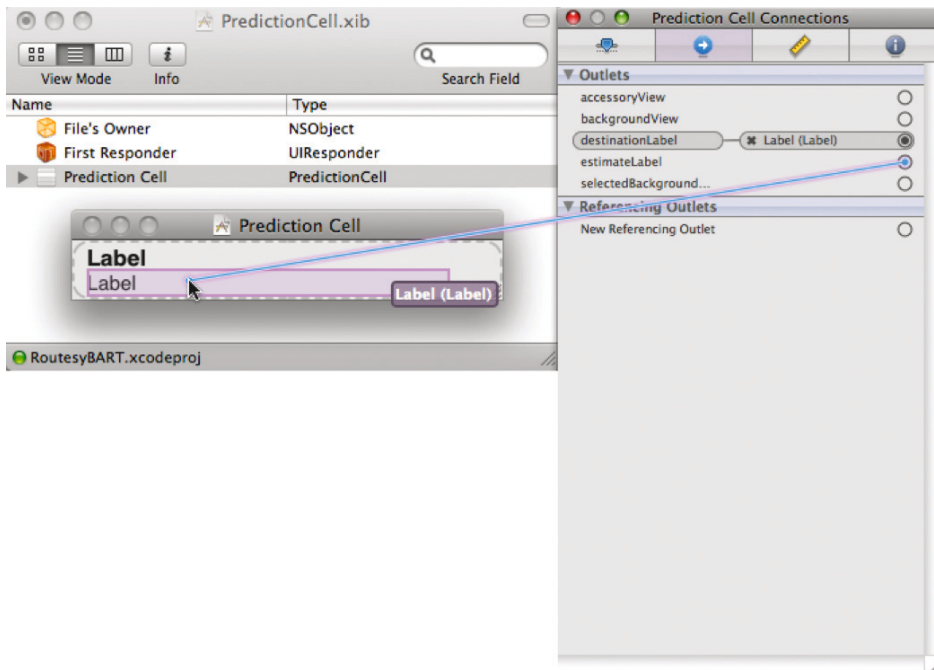 PredictionCell.xib
View Mode
Info
Search Field
Name
Type
File's Owner
NSObject
First Responder
UIResponder
Prediction Cell
PredictionCell
Prediction Cell
Label
Label
Label (Label)
RoutesyBART.xcodeproj
Prediction Cell Connections
Outlets
accessoryView
backgroundView
destinationLabel
Label (Label)
estimateLabel
selectedBackground...
Referencing Outlets
New Referencing Outlet